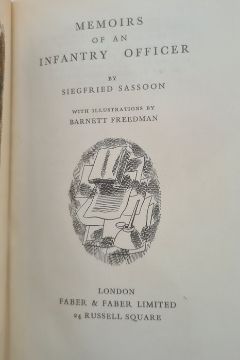 MEMOIRS
OF AN
INFANTRY OFFICER
BY
SIEGFRIED SASSOON
WITH ILLUSTRATIONS BY
BARNETT FREEDMAN
LONDON
FABER & FABER LIMITED
24 RUSSELL SQUARE